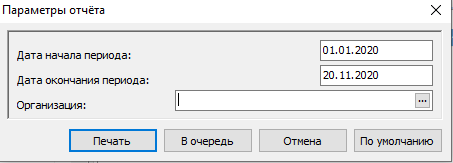 Параметры отчёта
Дата начала периода: 01.01.2020
Дата окончания периода: 20.11.2020
Организация: ...
Печать В очередь Отмена По умолчанию